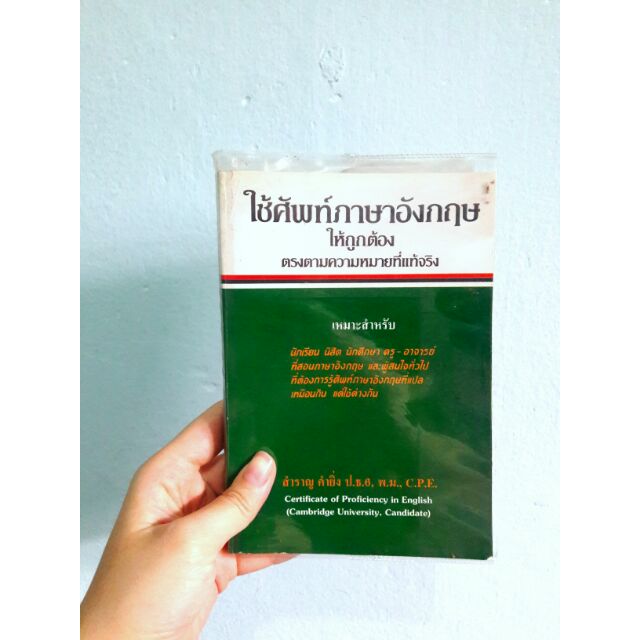 ใช้ศัพท์ภาษาอังกฤษ
ให้ถูกต้อง
ตรงตามความหมายที่แท้จริง
เหมาะสำหรับ
นักเรียน นิสิต นักศึกษา ครู - อาจารย์
ที่สอนภาษาอังกฤษ และผู้สนใจทั่วไป
ที่ต้องการรู้ศัพท์ภาษาอังกฤษที่แปล
เหมือนกัน แต่ใช้ต่างกัน
สำราญ คำยิ่ง ป.ธ.๖, พ.ม., C.P.E.
Certificate of Proficiency in English
(Cambridge University, Candidate)